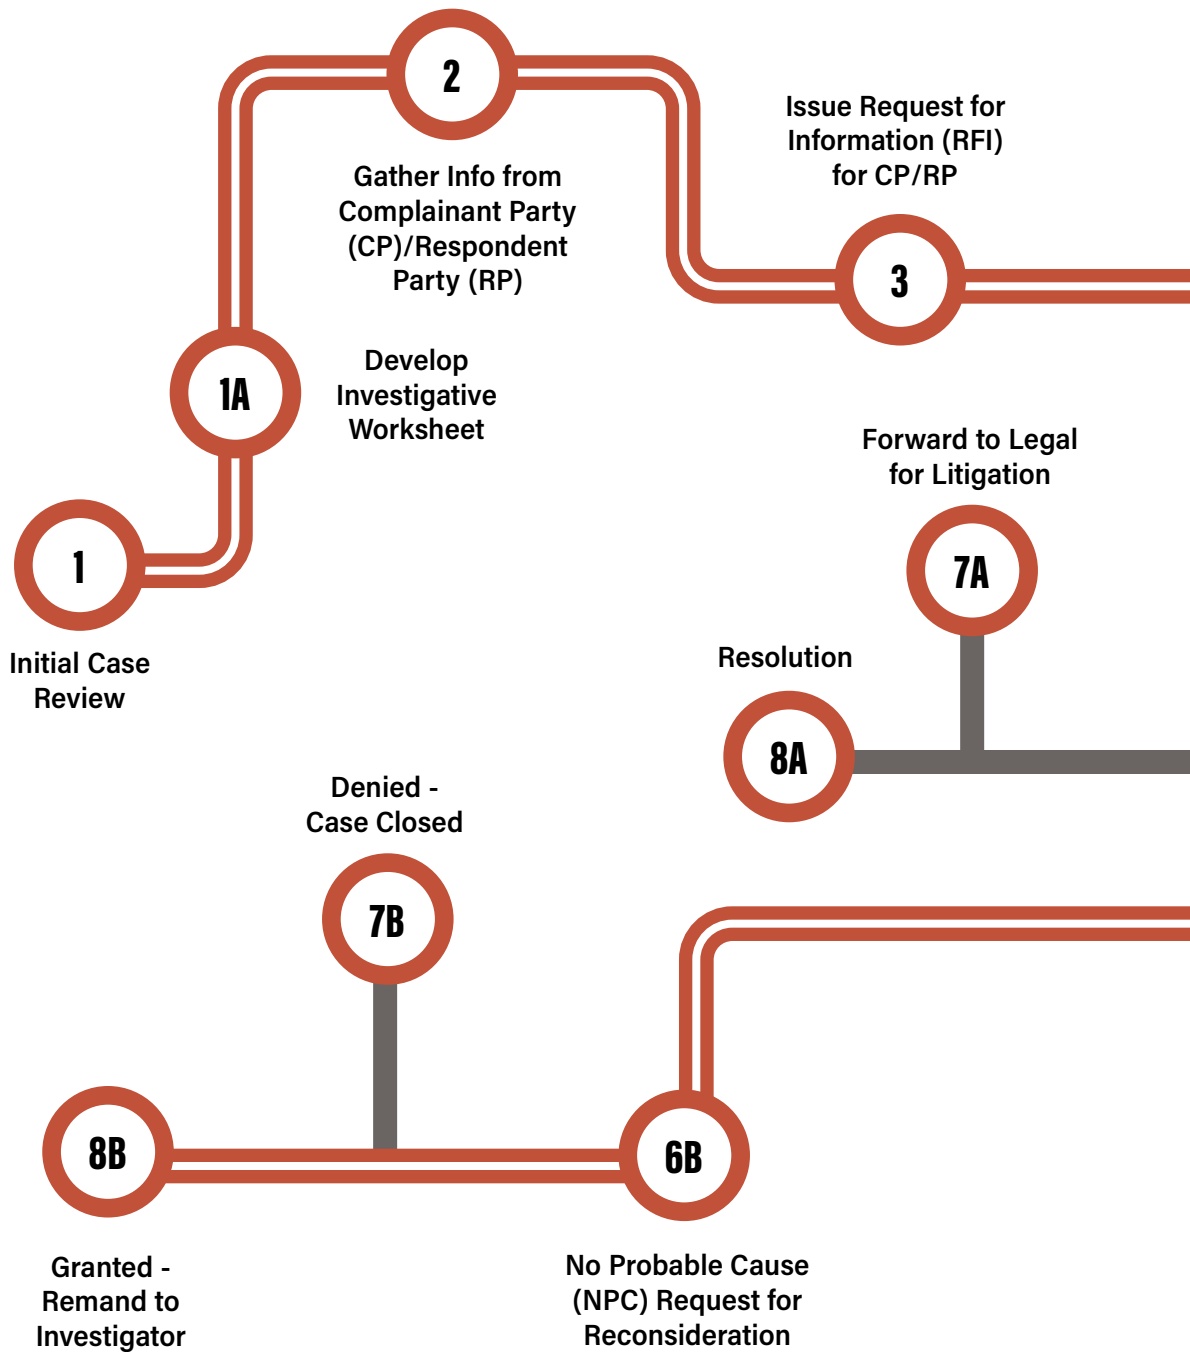 2
Gather Info from
Complainant Party
(CP)/Respondent
Party (RP)
Issue Request for
Information (RFI)
for CP/RP
3
1A
Develop
Investigative
Worksheet
1
Initial Case
Review
Forward to Legal
for Litigation
7A
Resolution
8A
Denied -
Case Closed
7B
8B
Granted -
Remand to
Investigator
6B
No Probable Cause
(NPC) Request for
Reconsideration